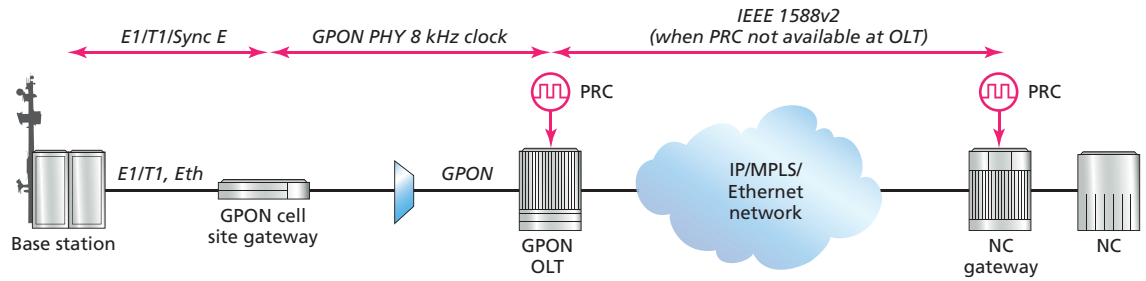 IEEE 1588v2
E1/T1/Sync E
GPON PHY 8 kHz clock
(when PRC not available at OLT)
PRC
PRC
E1/T1, Eth
GPON
IP/MPLS/
Ethernet
network
Base station
GPON cell
site gateway
GPON
OLT
NC
gateway
NC